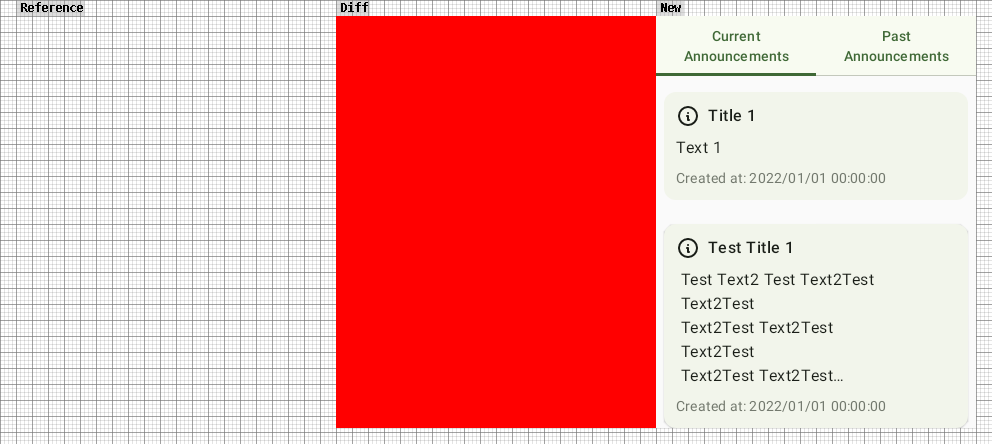 Reference
Diff
New
Current
Announcements
Past
Announcements
Title 1
Text 1
Created at: 2022/01/01 00:00:00
Test Title 1
Test Text2 Test Text2Test
Text2Test
Text2Test Text2Test
Text2Test
Text2Test Text2Test…
Created at: 2022/01/01 00:00:00